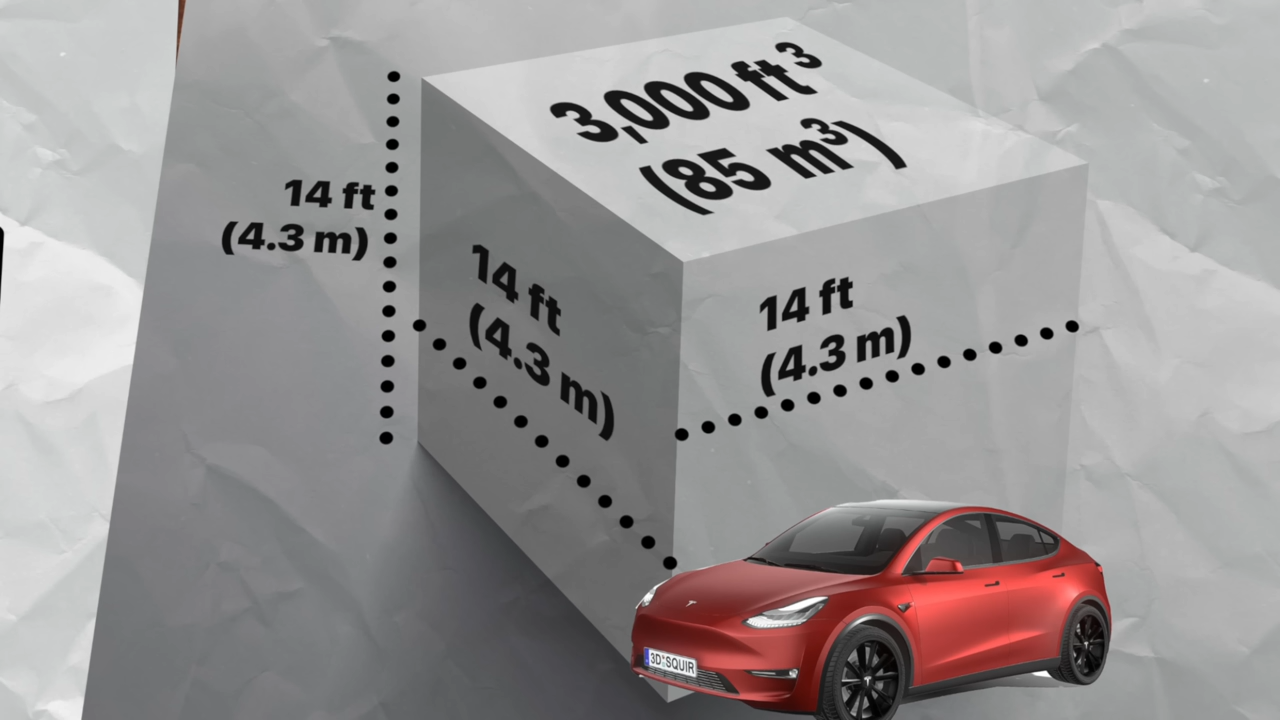 3,000 ft³
(85 m³)
14 ft
(4.3 m)
14 ft
(4.3 m)
14 ft
(4.3 m)
3D SQUIR